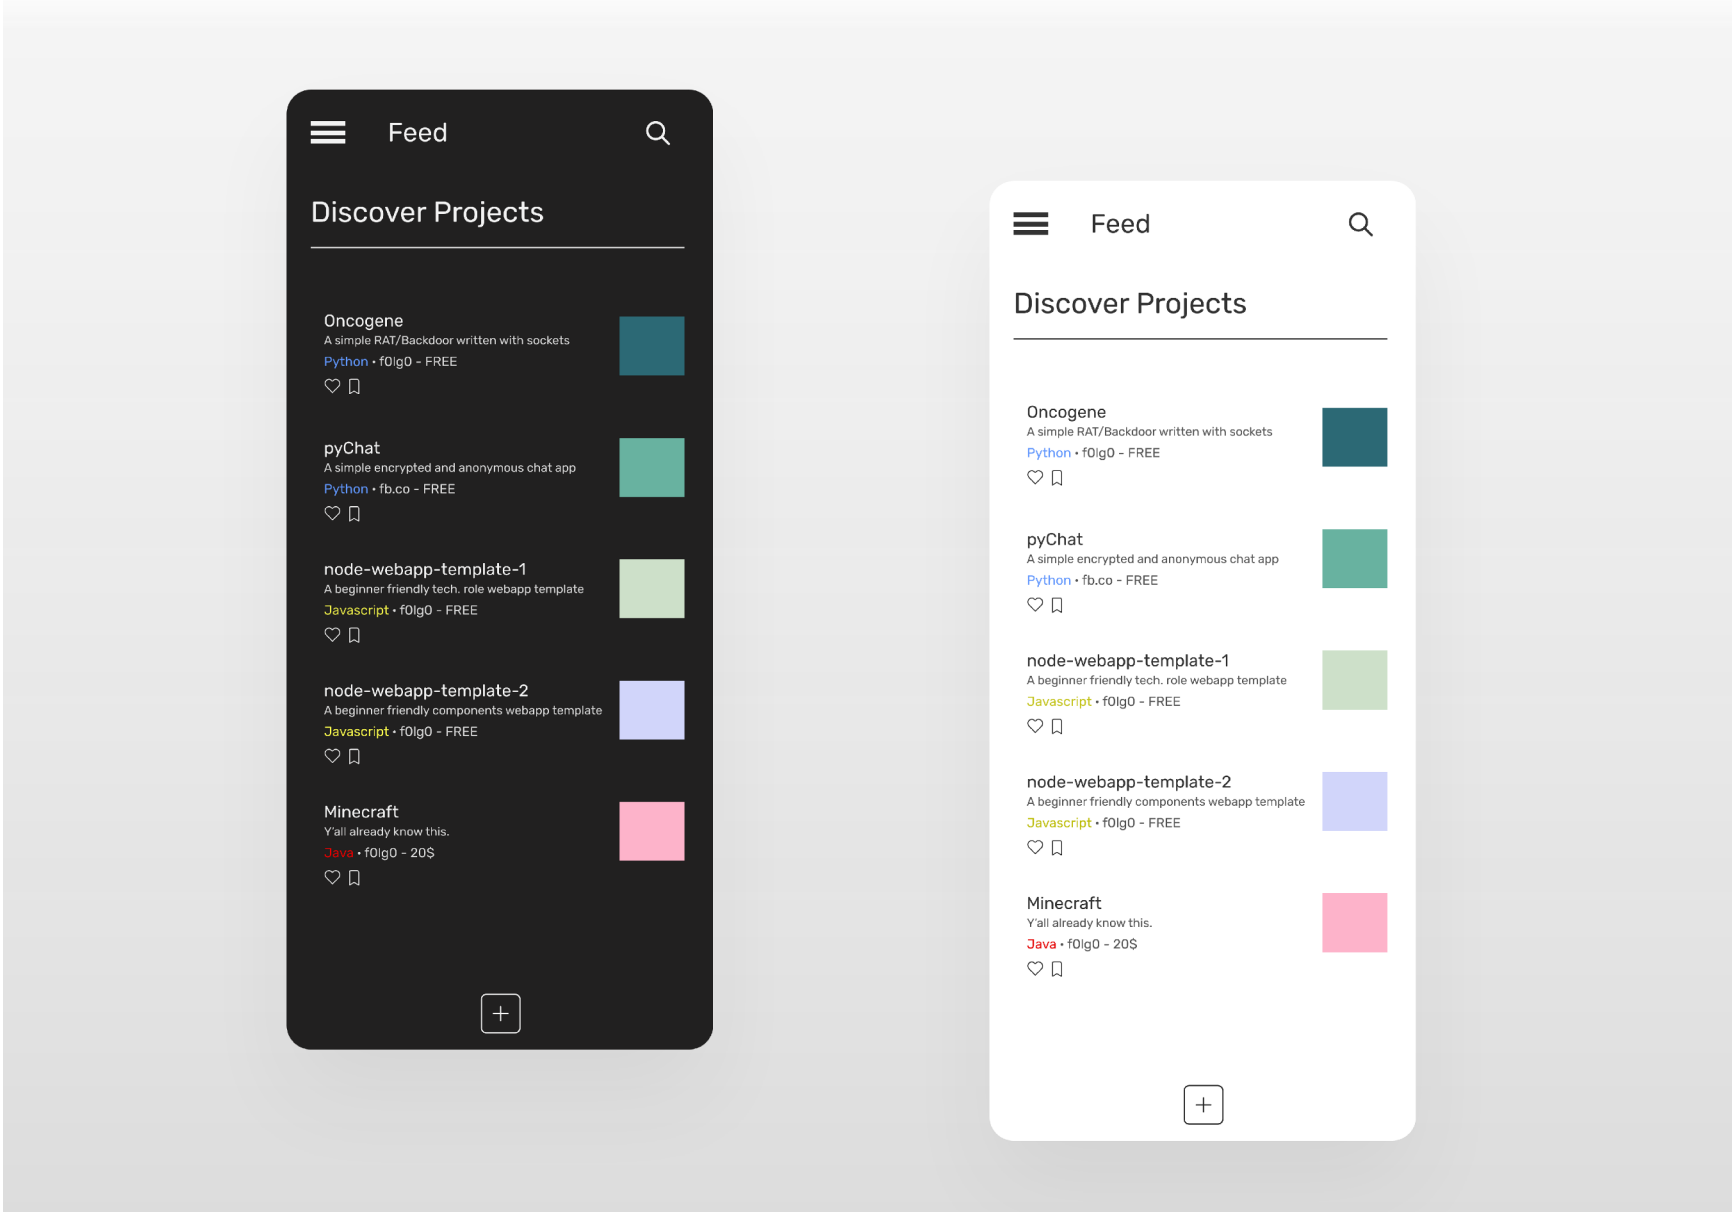 Feed
Discover Projects
Oncogene
A simple RAT/Backdoor written with sockets
Python • f0lg0 - FREE
pyChat
A simple encrypted and anonymous chat app
Python • fb.co - FREE
node-webapp-template-1
A beginner friendly tech. role webapp template
Javascript • f0lg0 - FREE
node-webapp-template-2
A beginner friendly components webapp template
Javascript • f0lg0 - FREE
Minecraft
Y'all already know this.
Java • f0lg0 - 20$
Feed
Discover Projects
Oncogene
A simple RAT/Backdoor written with sockets
Python • f0lg0 - FREE
pyChat
A simple encrypted and anonymous chat app
Python • fb.co - FREE
node-webapp-template-1
A beginner friendly tech. role webapp template
Javascript • f0lg0 - FREE
node-webapp-template-2
A beginner friendly components webapp template
Javascript • f0lg0 - FREE
Minecraft
Y'all already know this.
Java • f0lg0 - 20$